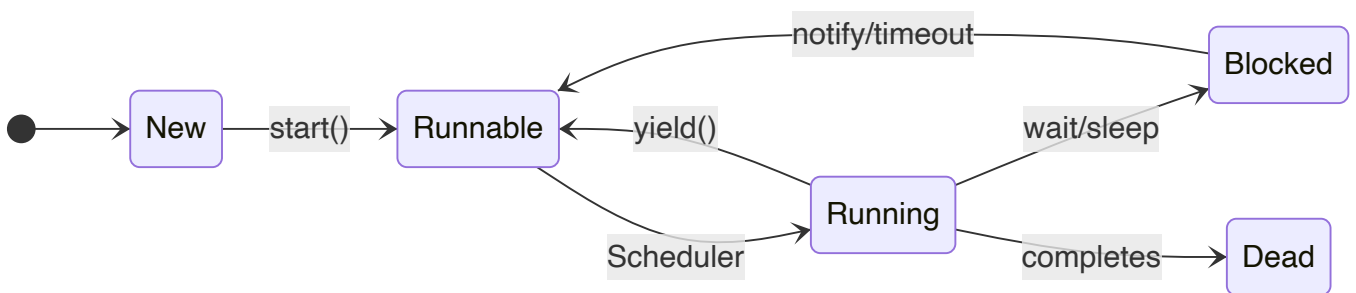 New
start()
Runnable
notify/timeout
yield()
Scheduler
Running
wait/sleep
completes
Blocked
Dead